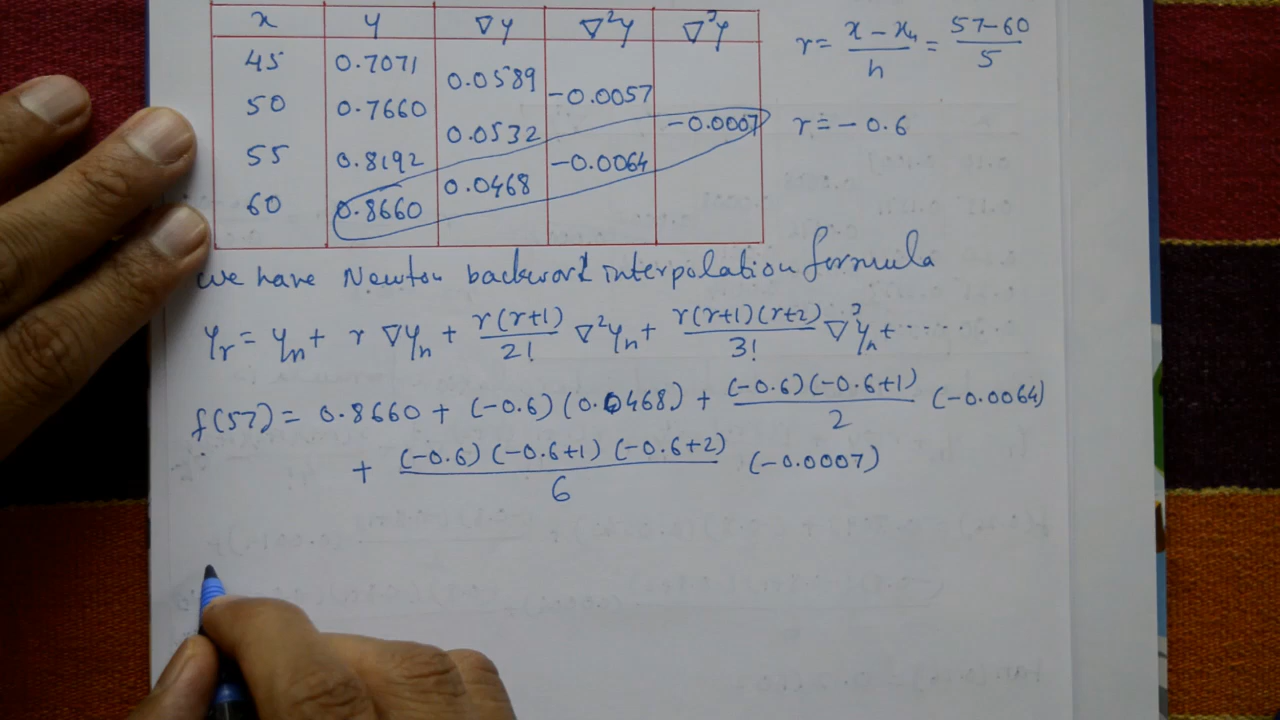 x y ∇y ∇²y ∇³y
45 0.7071
0.0589
50 0.7660 -0.0057
0.0532 -0.0007
55 0.8192 -0.0064
0.0468
60 0.8660
r = (x - x₄)/h = (57-60)/5
r = - 0.6
we have Newton backword interpolation formula
yᵣ = yₙ + r ∇yₙ + r(r+1)/2! ∇²yₙ + r(r+1)(r+2)/3! ∇³yₙ + ......
f(57) = 0.8660 + (-0.6)(0.0468) + (-0.6)(-0.6+1)/2 (-0.0064)
+ (-0.6)(-0.6+1)(-0.6+2)/6 (-0.0007)